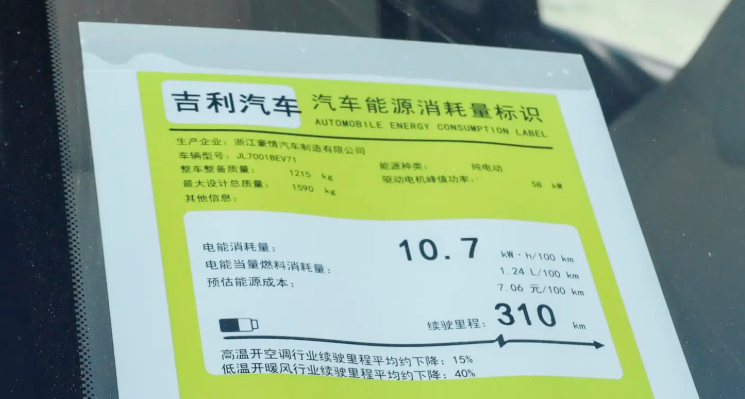 吉利汽车 汽车能源消耗量标识
AUTOMOBILE ENERGY CONSUMPTION LABEL
生产企业：浙江豪情汽车制造有限公司
车辆型号：JL7001BEV71 能源种类：纯电动
整车整备质量：1215 kg 驱动电机峰值功率：58 kW
最大设计总质量：1590 kg
其他信息：
电能消耗量：10.7 kW·h/100 km
电能当量燃料消耗量：1.24 L/100 km
预估能源成本：7.06 元/100 km
续驶里程：310 km
高温开空调行业续驶里程平均约下降：15%
低温开暖风行业续驶里程平均约下降：40%